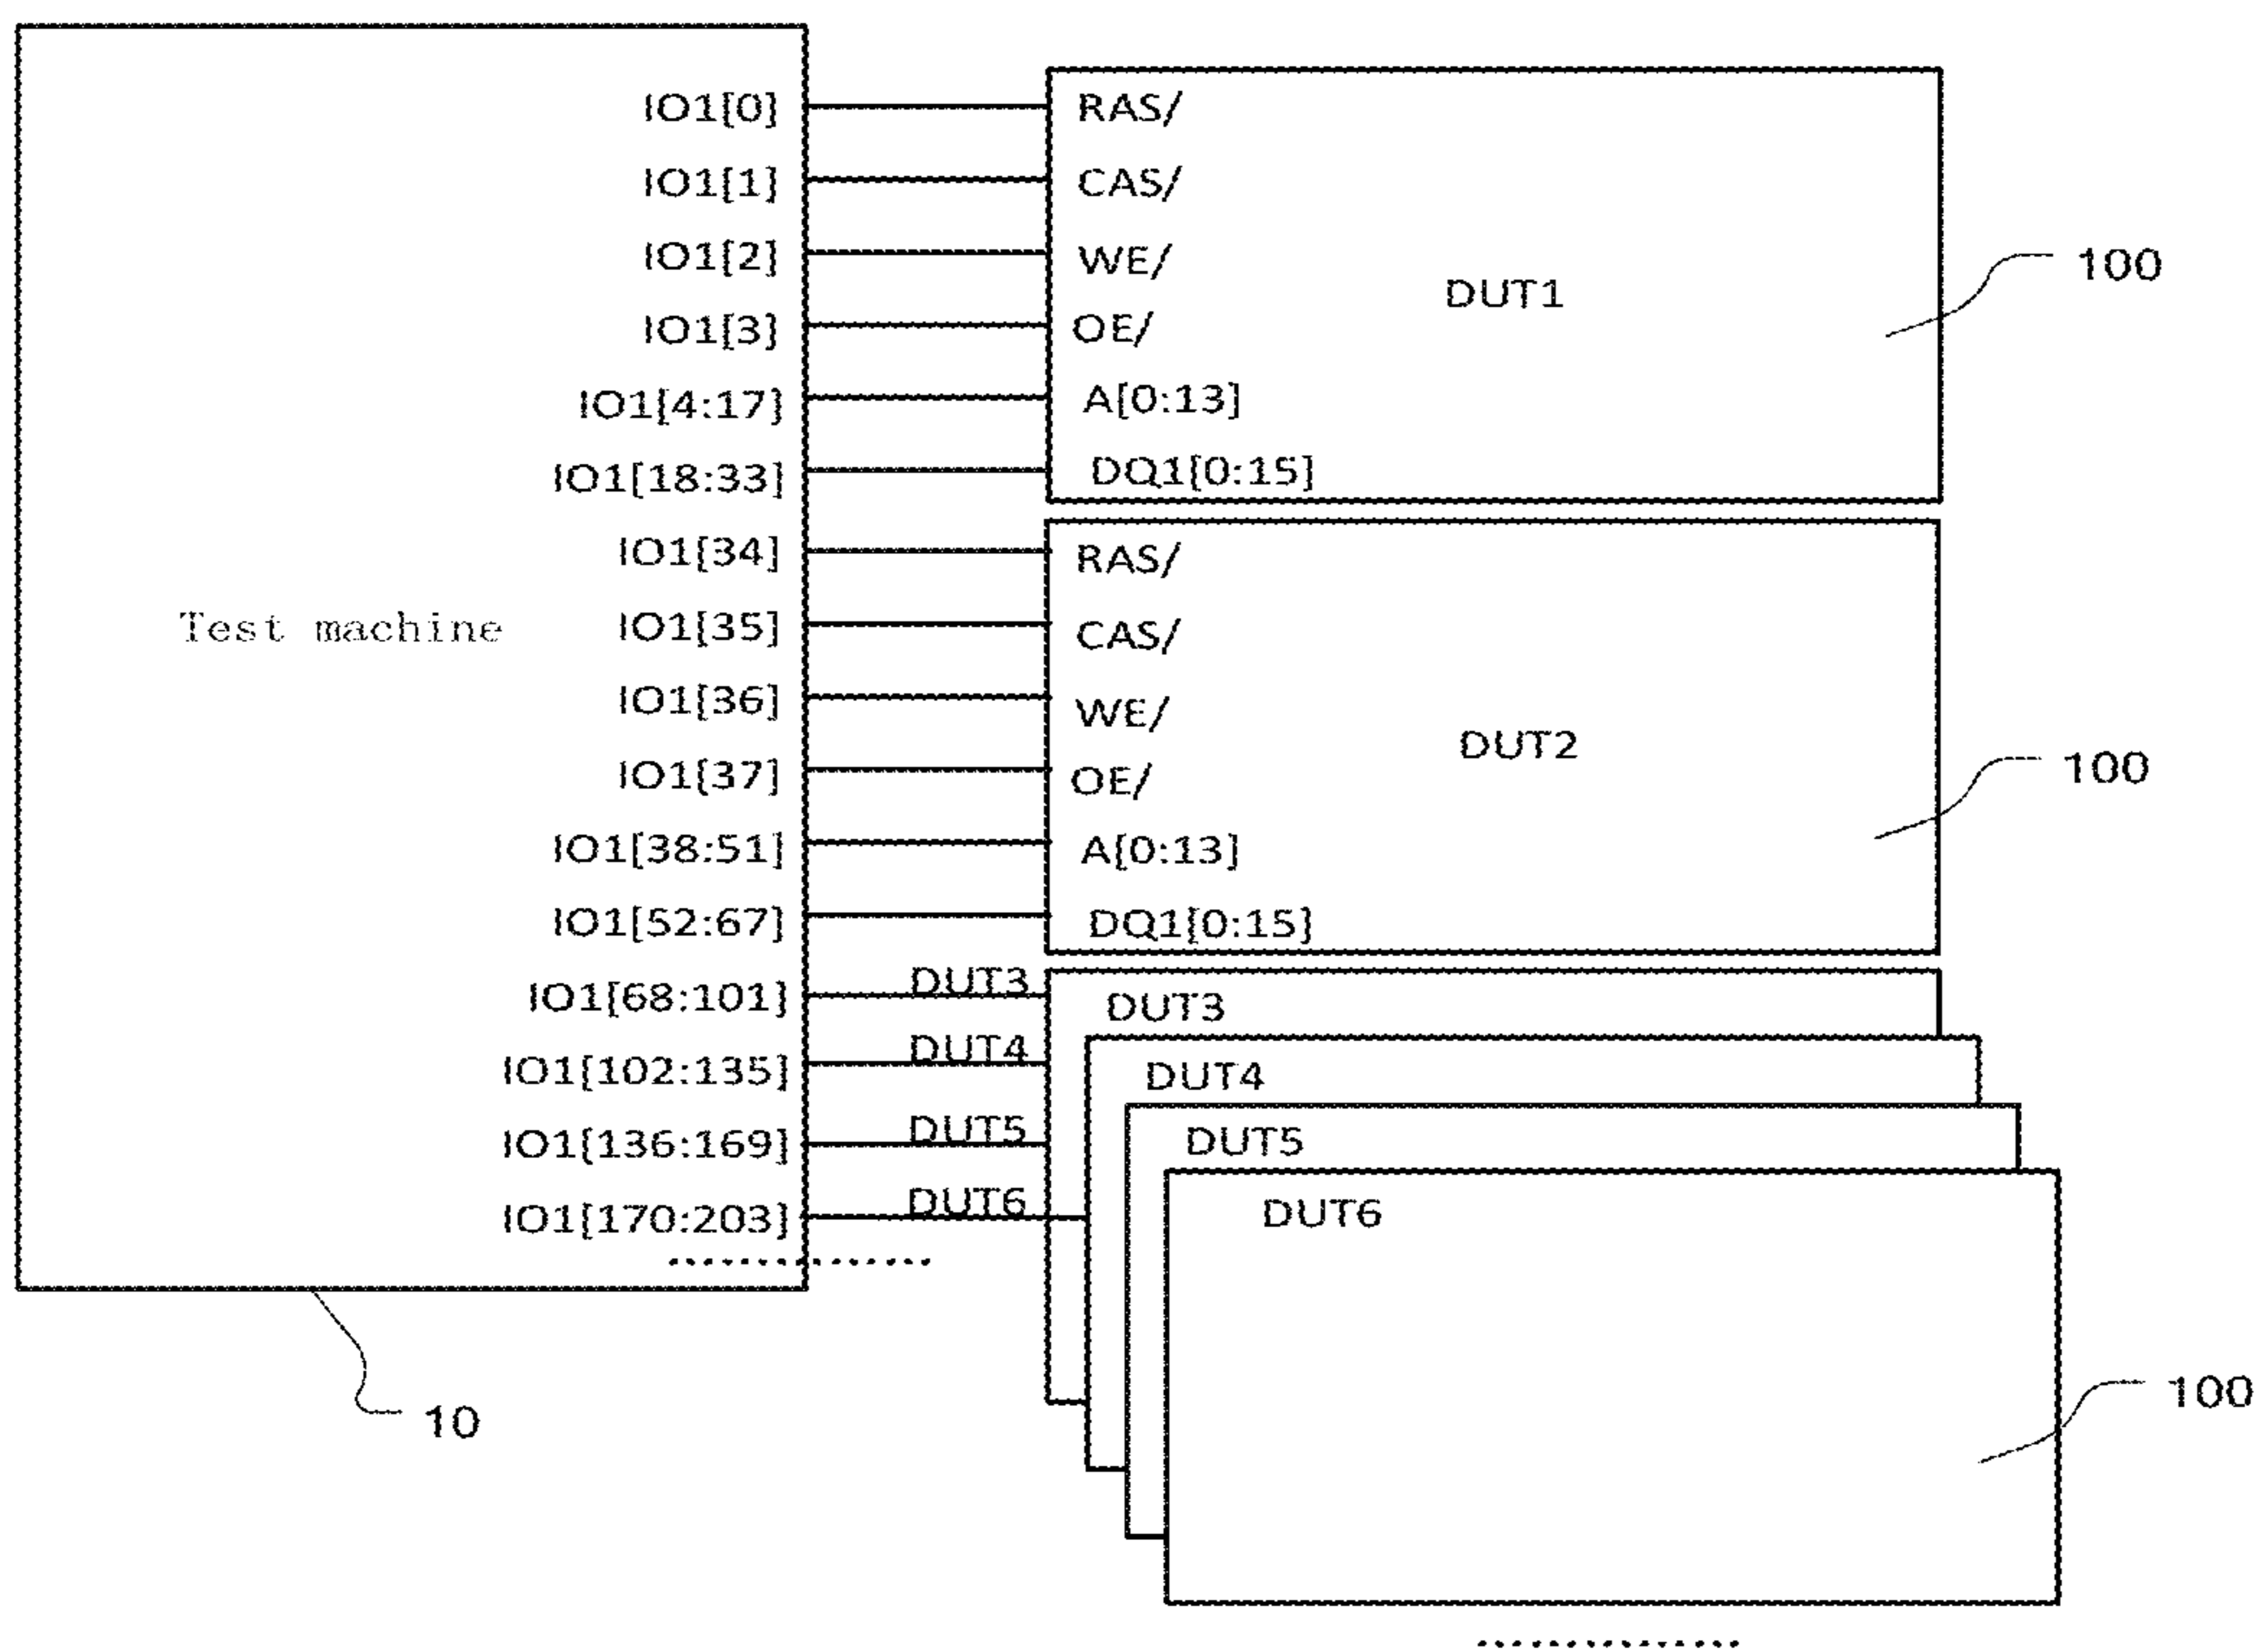 IO1[0] RAS/
IO1[1] CAS/
IO1[2] WE/
IO1[3] OE/
IO1[4:17] A[0:13]
IO1[18:33] DQ1[0:15]
DUT1
100
IO1[34] RAS/
IO1[35] CAS/
IO1[36] WE/
IO1[37] OE/
IO1[38:51] A[0:13]
IO1[52:67] DQ1[0:15]
Test machine
DUT2
100
IO1[68:101] DUT3 DUT3
IO1[102:135] DUT4 DUT4
IO1[136:169] DUT5 DUT5
IO1[170:203] DUT6 DUT6
.............
10
100
.............